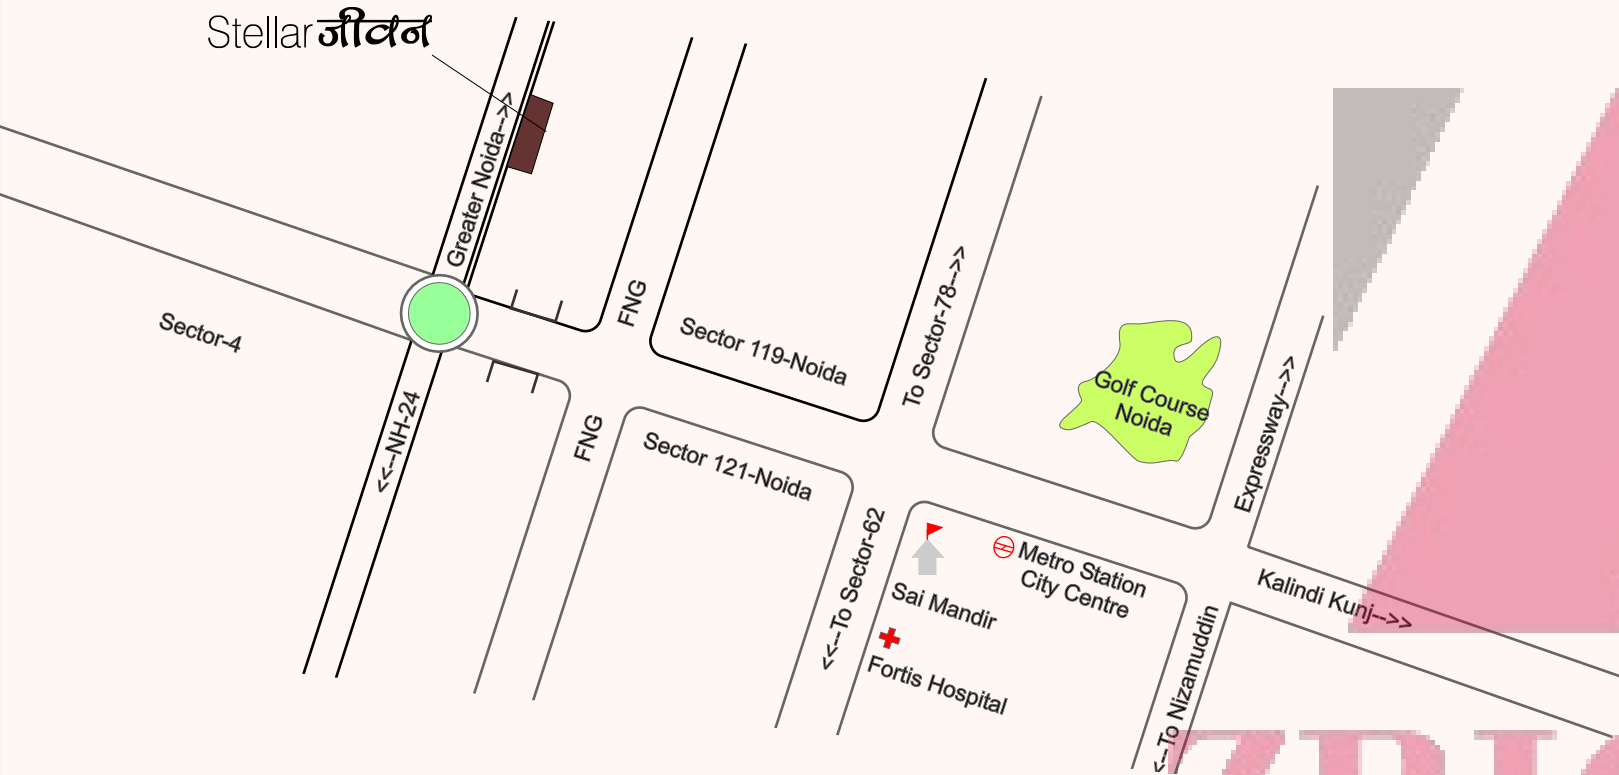 Stellar जीवन
Greater Noida-->>
Sector-4
<<---NH-24
FNG
FNG
Sector 119-Noida
Sector 121-Noida
To Sector-78-->>
<<---To Sector-62
Golf Course
Noida
Expressway-->>
Metro Station
City Centre
Sai Mandir
Fortis Hospital
Kalindi Kunj-->>
<--To Nizamuddin